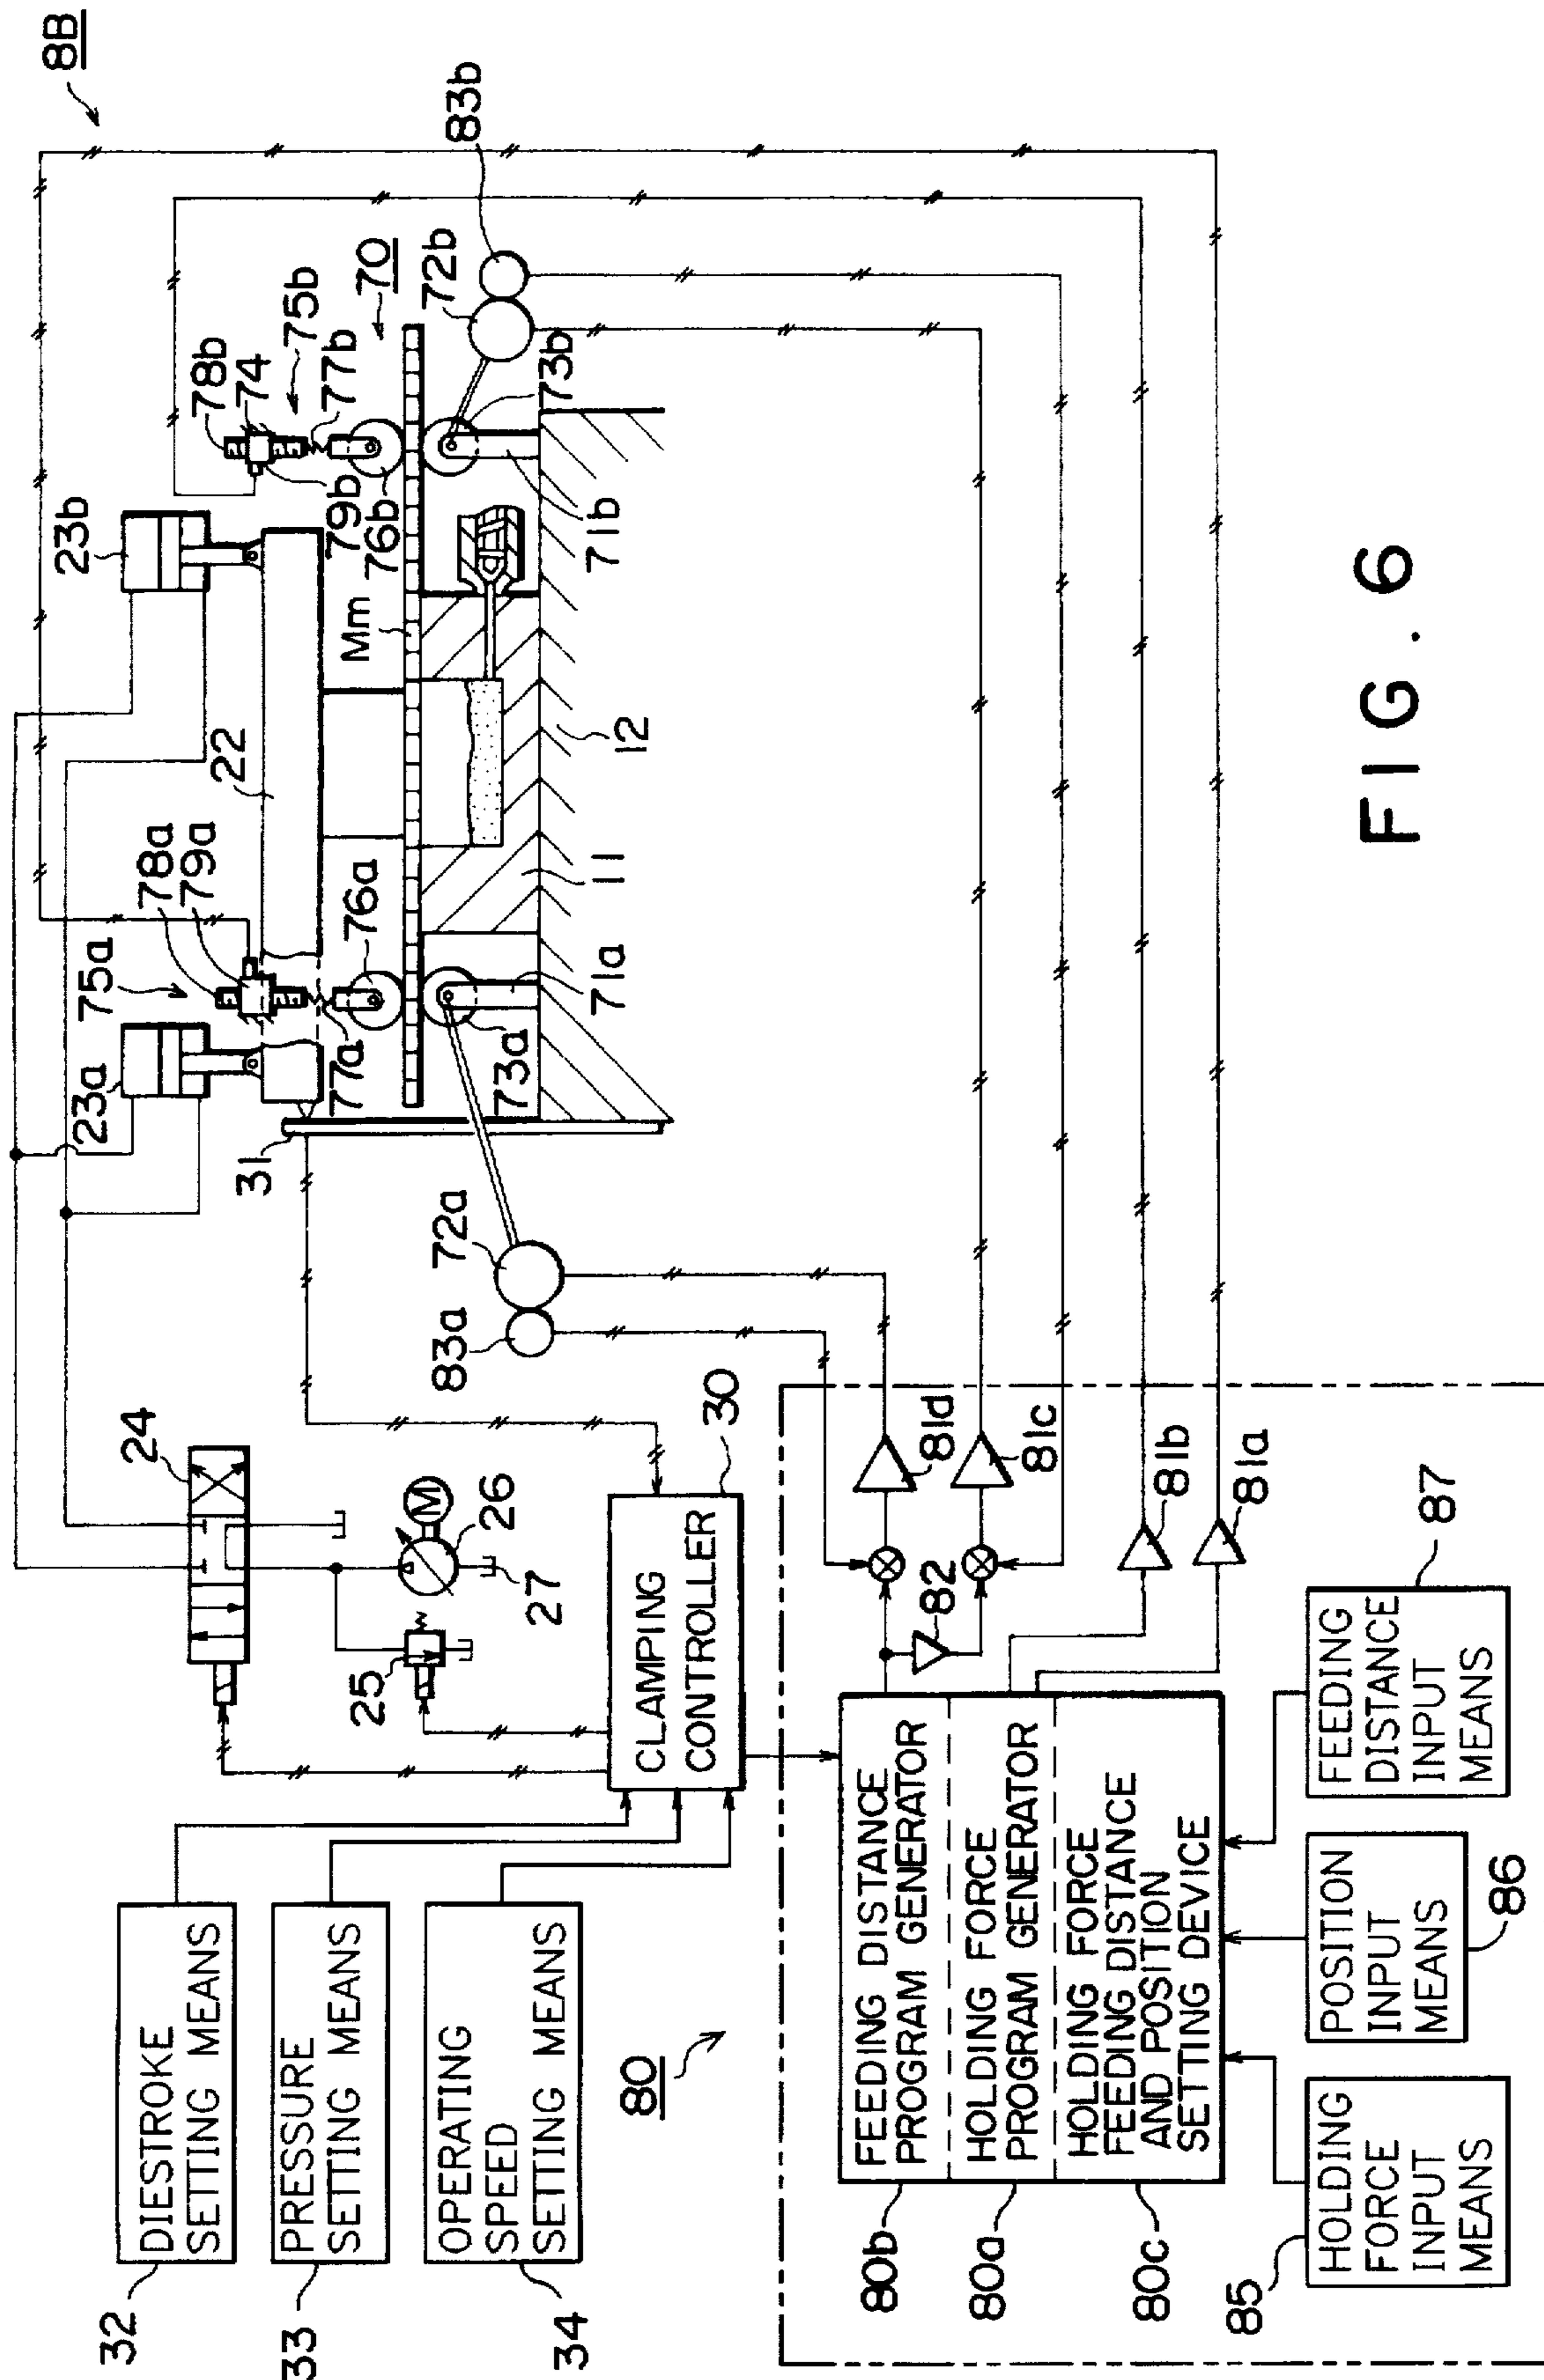 8B
23a
23b
75a
78a
79a
22
78b
74
75b
77b
70
72b
83b
31
77a
76a
Mm
79b
76b
73b
73a
71a
11
12
71b
72a
83a
24
25
26
M
27
32
DIESTROKE
SETTING MEANS
33
PRESSURE
SETTING MEANS
34
OPERATING
SPEED
SETTING MEANS
CLAMPING
CONTROLLER
30
80
80b
FEEDING DISTANCE
PROGRAM GENERATOR
80a
HOLDING FORCE
PROGRAM GENERATOR
80c
HOLDING FORCE
FEEDING DISTANCE
AND POSITION
SETTING DEVICE
82
81d
81c
81b
81a
85
HOLDING
FORCE
INPUT
MEANS
POSITION
INPUT
MEANS
86
FEEDING
DISTANCE
INPUT
MEANS
87
FIG. 6